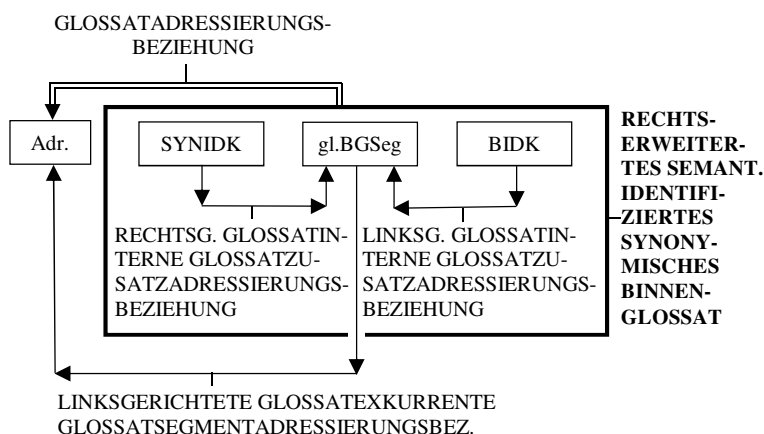 GLOSSATADRESSIERUNGS-
BEZIEHUNG
Adr.
SYNIDK
gl.BGSeg
BIDK
RECHTSG. GLOSSATIN-
TERNE GLOSSATZU-
SATZADRESSIERUNGS-
BEZIEHUNG
LINKSG. GLOSSATIN-
TERNE GLOSSATZU-
SATZADRESSIERUNGS-
BEZIEHUNG
RECHTS-
ERWEITER-
TES SEMANT.
IDENTIFI-
ZIERTES
SYNONY-
MISCHES
BINNEN-
GLOSSAT
LINKSGERICHTETE GLOSSATEXKURRENTE
GLOSSATSEGMENTADRESSIERUNGSBEZ.